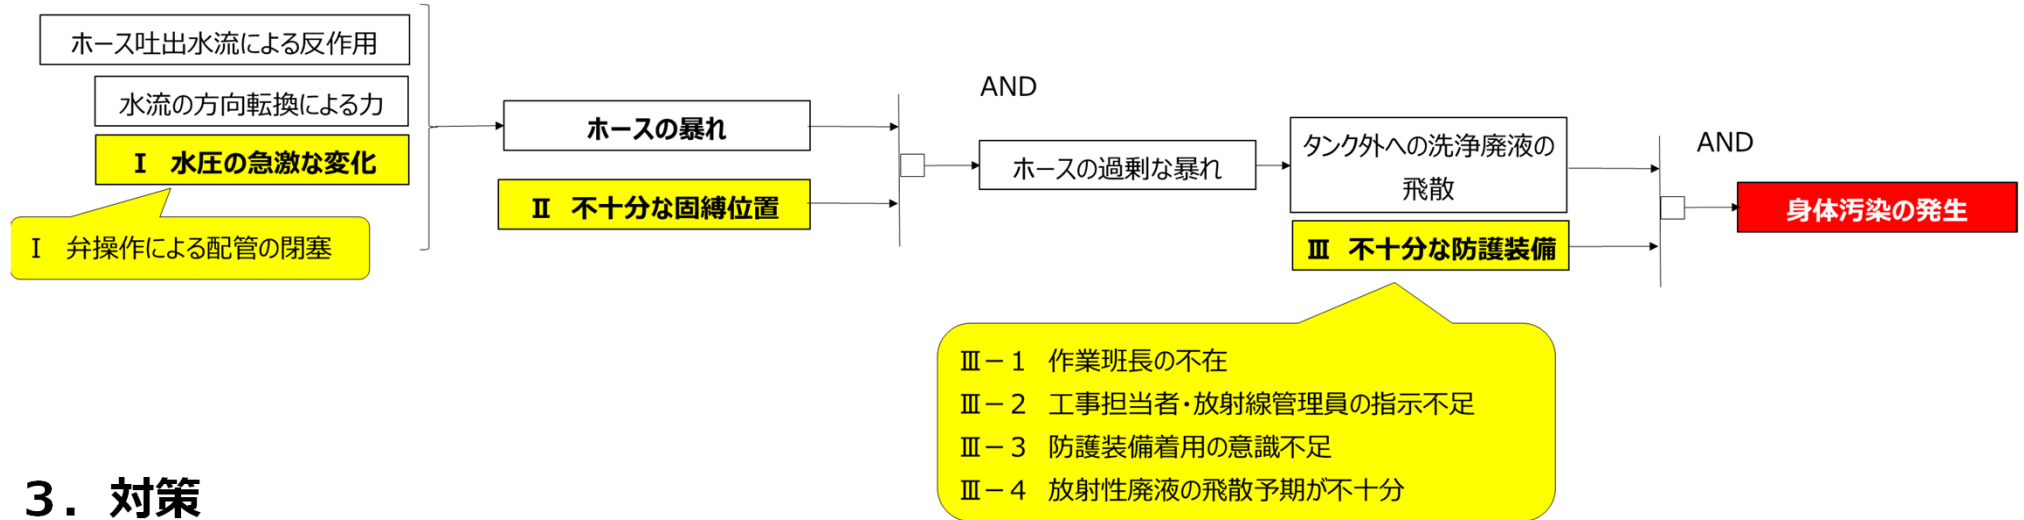 ホース吐出水流による反作用
水流の方向転換による力
Ⅰ 水圧の急激な変化
Ⅰ 弁操作による配管の閉塞
ホースの暴れ
Ⅱ 不十分な固縛位置
AND
ホースの過剰な暴れ
タンク外への洗浄廃液の
飛散
Ⅲ 不十分な防護装備
AND
身体汚染の発生
Ⅲ－1 作業班長の不在
Ⅲ－2 工事担当者・放射線管理員の指示不足
Ⅲ－3 防護装備着用の意識不足
Ⅲ－4 放射性廃液の飛散予期が不十分
3．対策